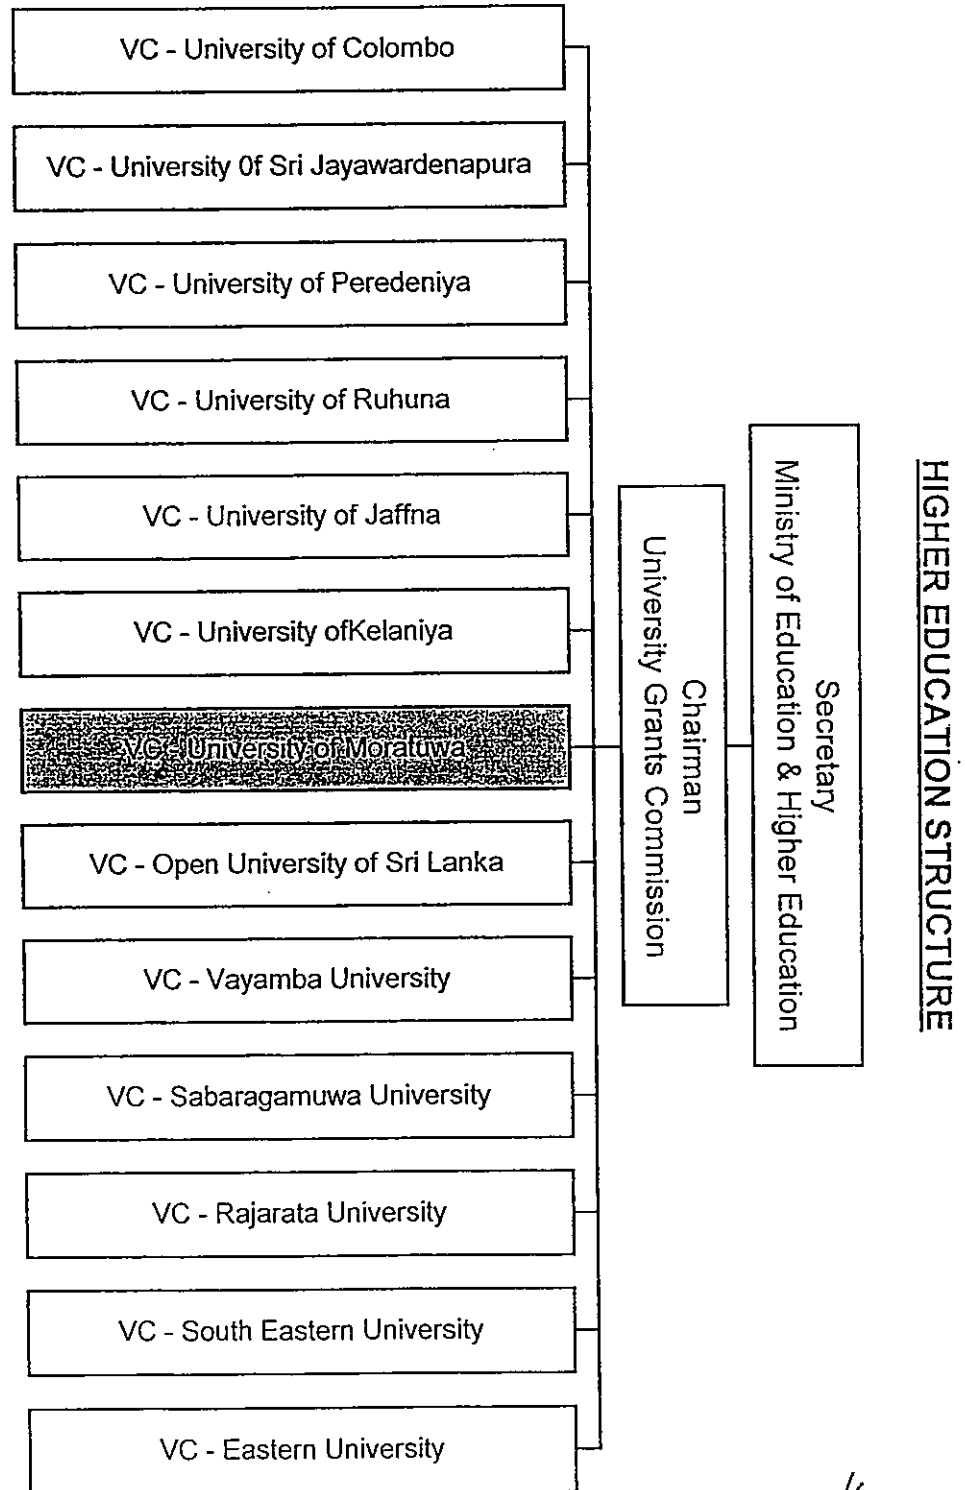 HIGHER EDUCATION STRUCTURE
Secretary
Ministry of Education & Higher Education
Chairman
University Grants Commission
VC - University of Colombo
VC - University 0f Sri Jayawardenapura
VC - University of Peredeniya
VC - University of Ruhuna
VC - University of Jaffna
VC - University ofKelaniya
VC - University of Moratuwa
VC - Open University of Sri Lanka
VC - Vayamba University
VC - Sabaragamuwa University
VC - Rajarata University
VC - South Eastern University
VC - Eastern University